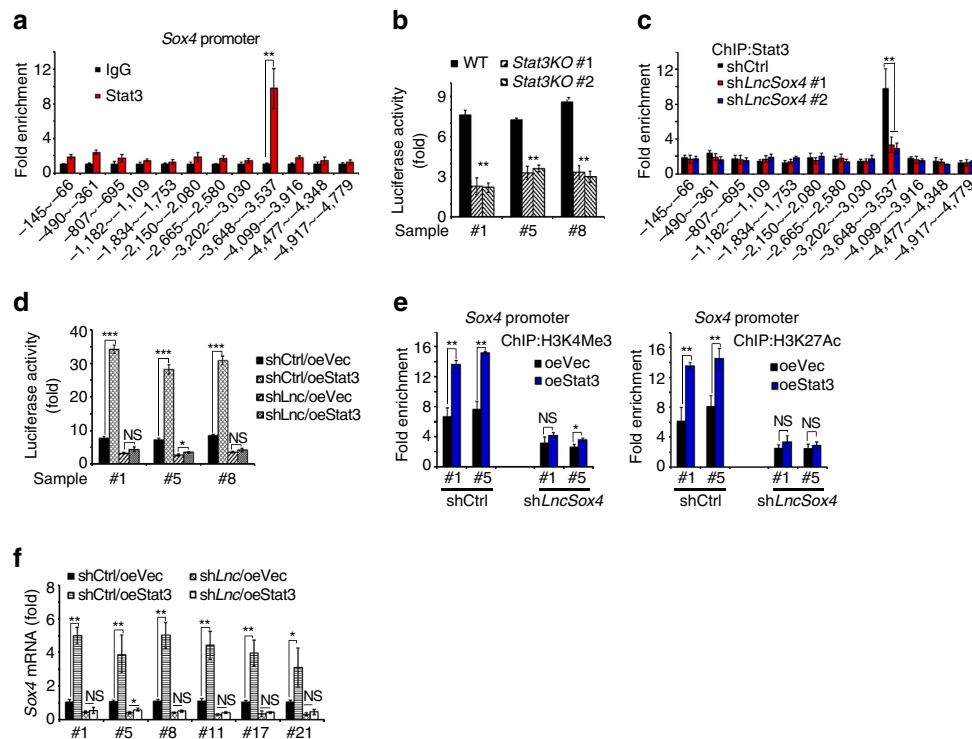 a
Sox4 promoter
Fold enrichment
12
8
4
0
IgG
Stat3
**
–145~–66
–490~–361
–807~–695
–1,182~–1,109
–1,834~–1,753
–2,150~–2,080
–2,665~–2,580
–3,202~–3,030
–3,648~–3,537
–4,099~–3,916
–4,477~–4,348
–4,917~–4,779
b
WT
Stat3KO #1
Stat3KO #2
Luciferase activity
(fold)
9
6
3
0
** ** **
Sample #1 #5 #8
c
ChIP:Stat3
shCtrl
shLncSox4 #1
shLncSox4 #2
**
Fold enrichment
12
8
4
0
–145~–66
–490~–361
–807~–695
–1,182~–1,109
–1,834~–1,753
–2,150~–2,080
–2,665~–2,580
–3,202~–3,030
–3,648~–3,537
–4,099~–3,916
–4,477~–4,348
–4,917~–4,779
d
Luciferase activity
(fold)
40
30
20
10
0
*** *** ***
NS * NS
shCtrl/oeVec
shCtrl/oeStat3
shLnc/oeVec
shLnc/oeStat3
Sample #1 #5 #8
e
Sox4 promoter
ChIP:H3K4Me3
oeVec
oeStat3
Fold enrichment
16
12
8
4
0
** **
NS *
#1 #5 #1 #5
shCtrl shLncSox4
Sox4 promoter
ChIP:H3K27Ac
oeVec
oeStat3
Fold enrichment
16
12
8
4
0
** **
NS NS
#1 #5 #1 #5
shCtrl shLncSox4
f
shCtrl/oeVec shLnc/oeVec
shCtrl/oeStat3 shLnc/oeStat3
Sox4 mRNA (fold)
8
6
4
2
0
** ** ** ** ** *
NS * NS NS NS NS
#1 #5 #8 #11 #17 #21